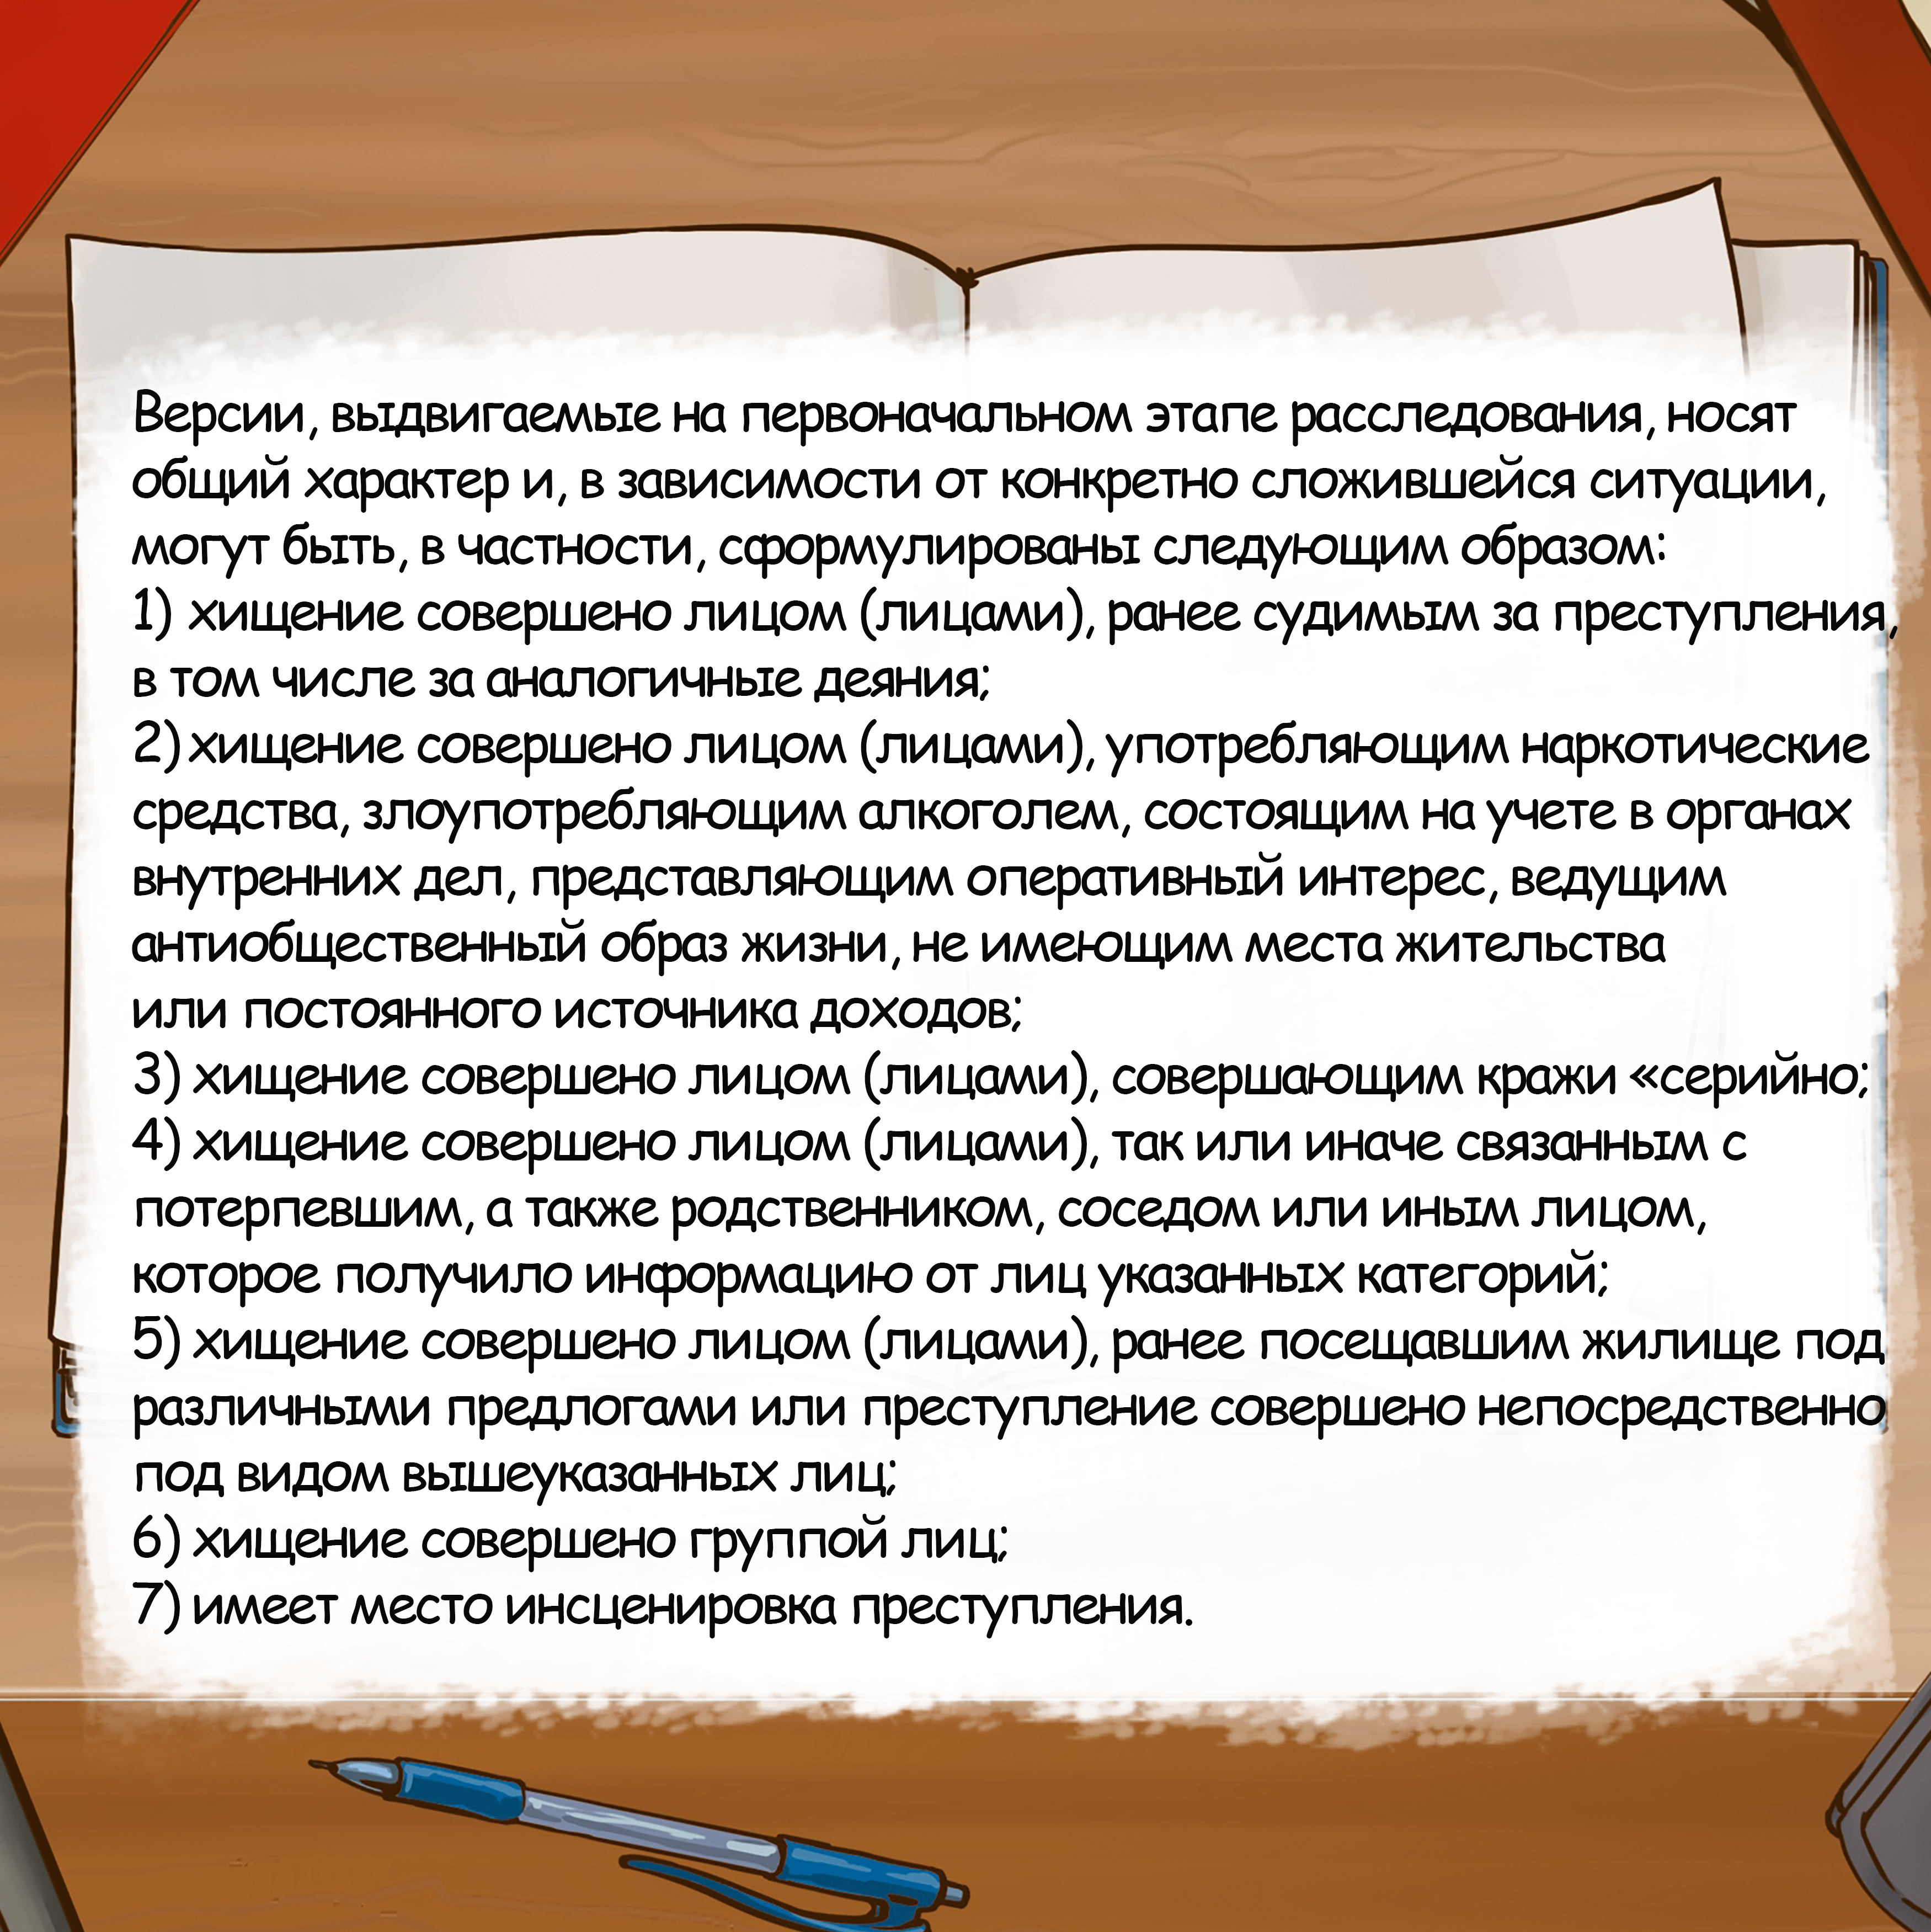 Версии, выдвигаемые на первоначальном этапе расследования, носят
общий характер и, в зависимости от конкретно сложившейся ситуации,
могут быть, в частности, сформулированы следующим образом:
1) хищение совершено лицом (лицами), ранее судимым за преступления,
в том числе за аналогичные деяния;
2) хищение совершено лицом (лицами), употребляющим наркотические
средства, злоупотребляющим алкоголем, состоящим на учете в органах
внутренних дел, представляющим оперативный интерес, ведущим
антиобщественный образ жизни, не имеющим места жительства
или постоянного источника доходов;
3) хищение совершено лицом (лицами), совершающим кражи «серийно;
4) хищение совершено лицом (лицами), так или иначе связанным с
потерпевшим, а также родственником, соседом или иным лицом,
которое получило информацию от лиц указанных категорий;
5) хищение совершено лицом (лицами), ранее посещавшим жилище под
различными предлогами или преступление совершено непосредственно
под видом вышеуказанных лиц;
6) хищение совершено группой лиц;
7) имеет место инсценировка преступления.